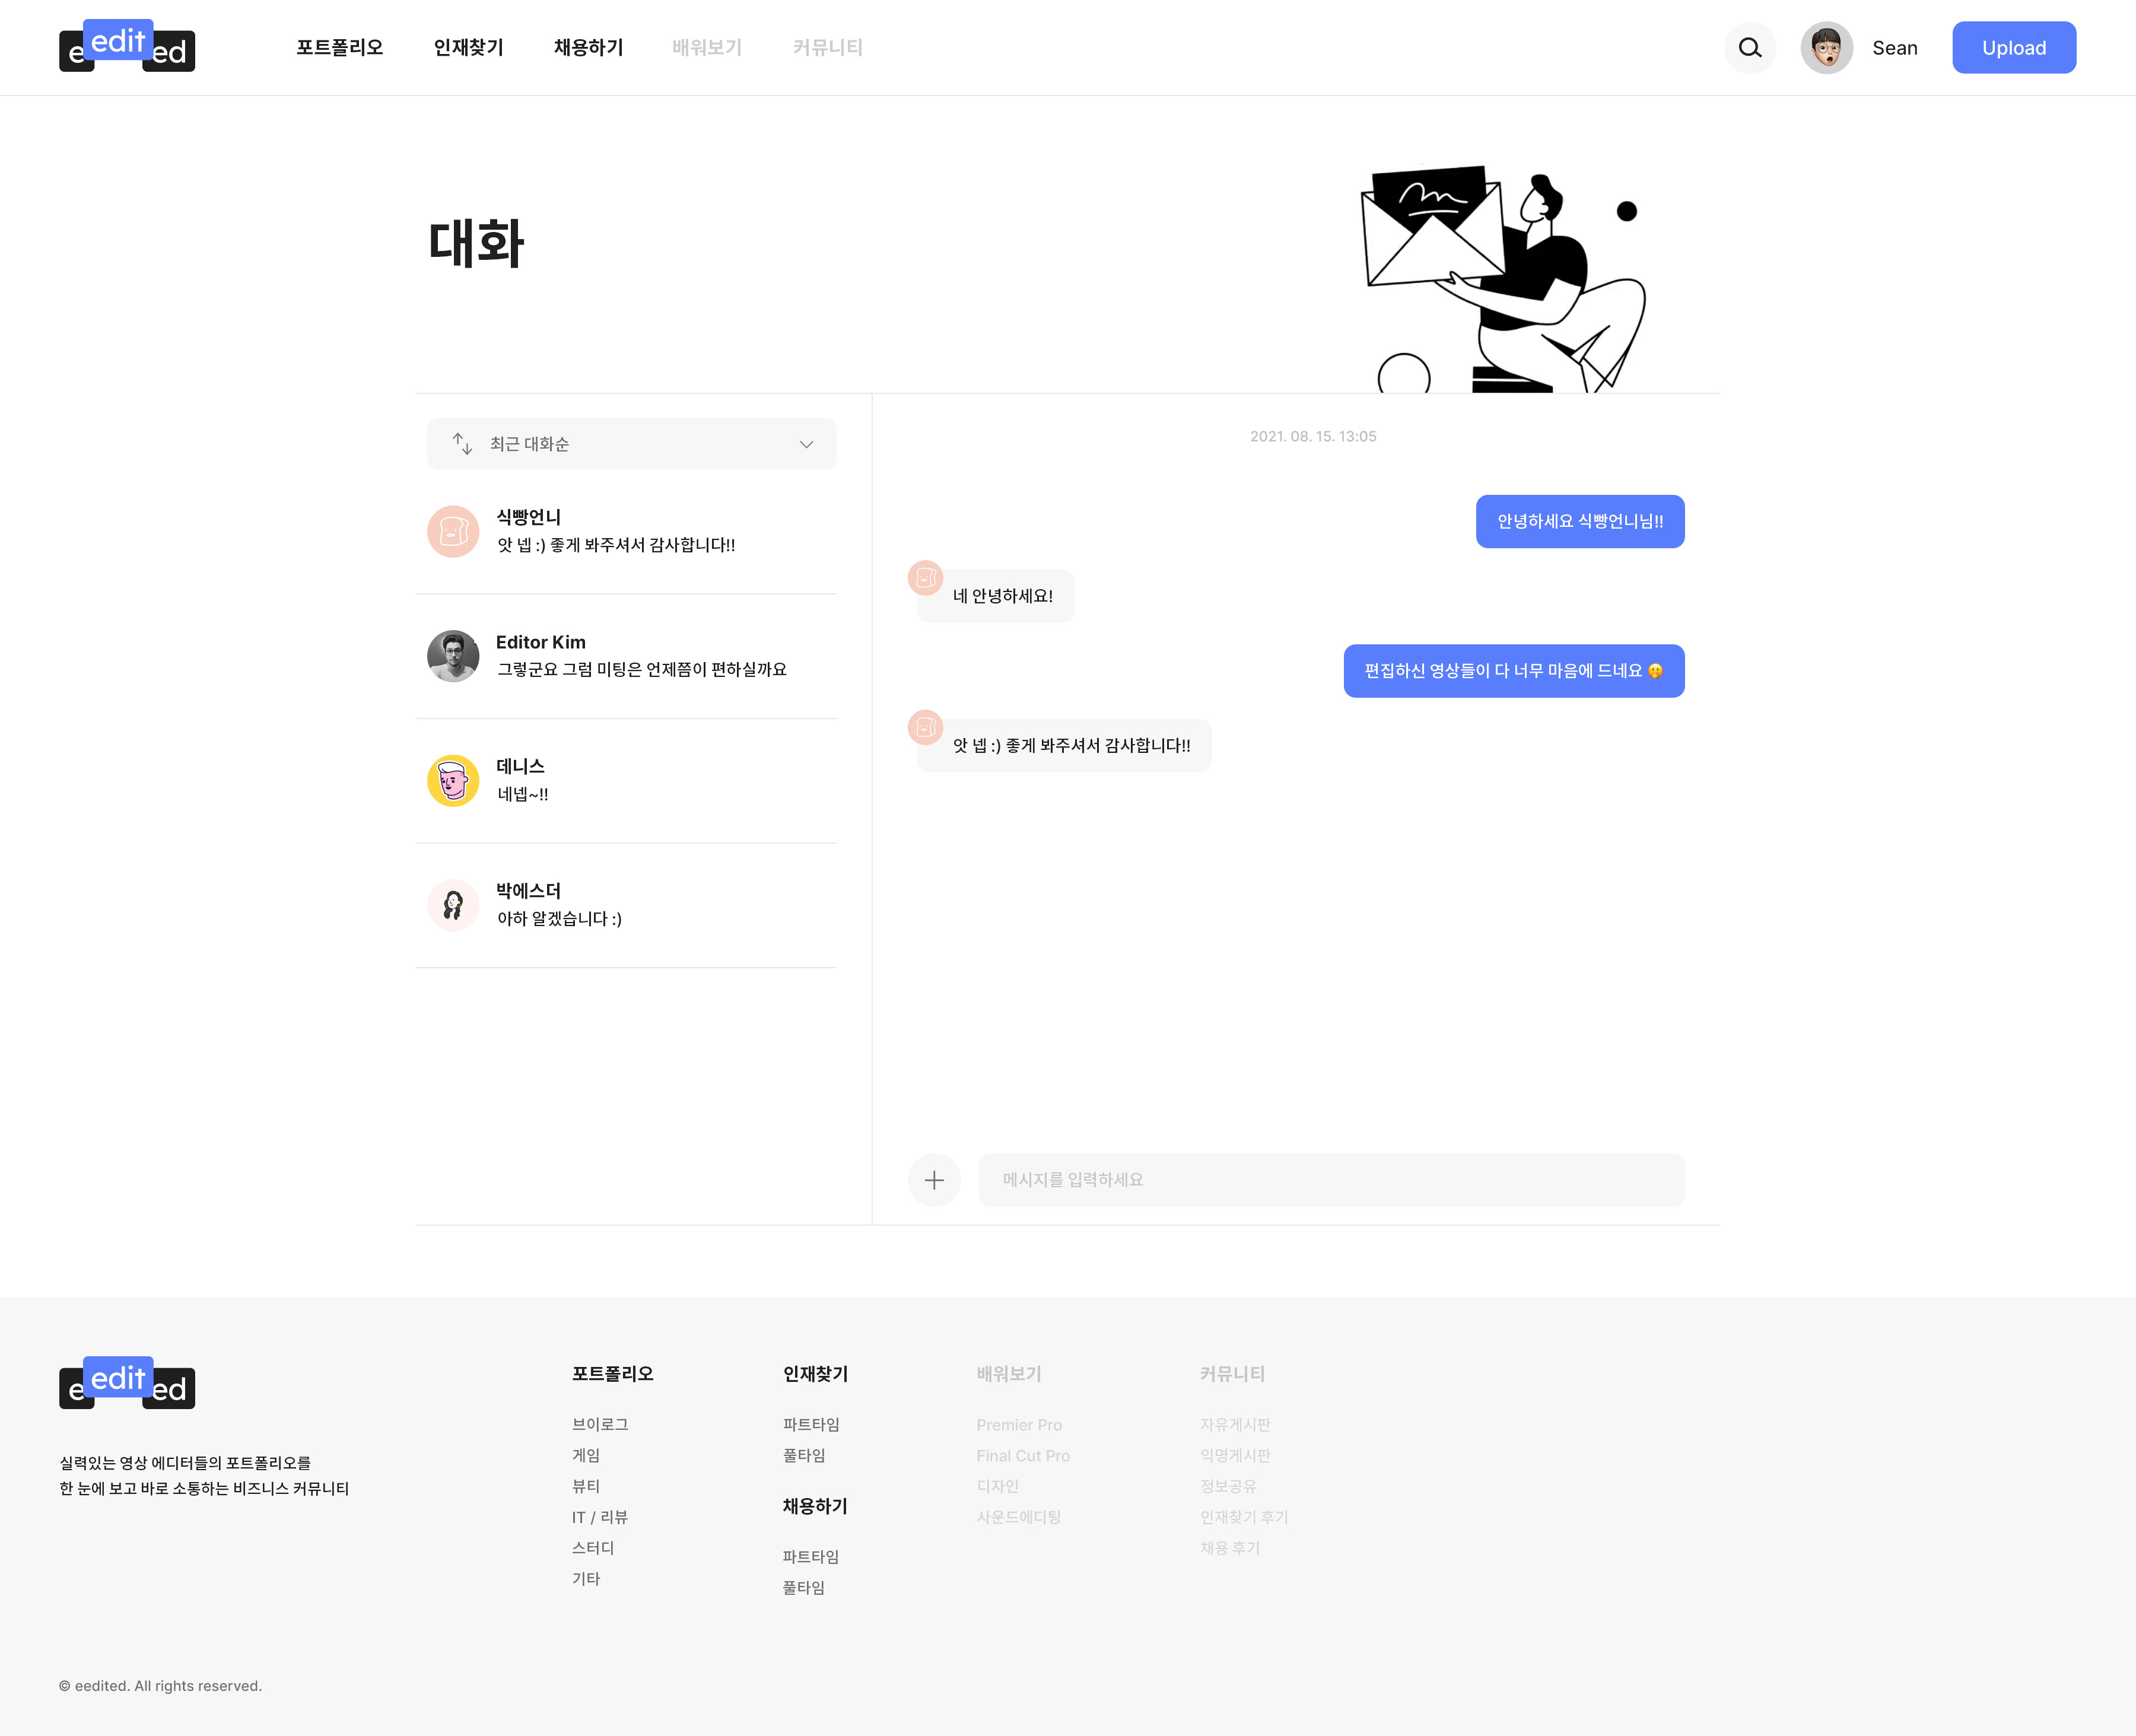 eedited
포트폴리오 인재찾기 채용하기 배워보기 커뮤니티
Sean
Upload
대화
최근 대화순
식빵언니
앗 넵 :) 좋게 봐주셔서 감사합니다!!
Editor Kim
그렇군요 그럼 미팅은 언제쯤이 편하실까요
데니스
네넵~!!
박에스더
아하 알겠습니다 :)
2021. 08. 15. 13:05
안녕하세요 식빵언니님!!
네 안녕하세요!
편집하신 영상들이 다 너무 마음에 드네요 🤭
앗 넵 :) 좋게 봐주셔서 감사합니다!!
메시지를 입력하세요
eedited
실력있는 영상 에디터들의 포트폴리오를
한 눈에 보고 바로 소통하는 비즈니스 커뮤니티
포트폴리오
브이로그
게임
뷰티
IT / 리뷰
스터디
기타
인재찾기
파트타임
풀타임
채용하기
파트타임
풀타임
배워보기
Premier Pro
Final Cut Pro
디자인
사운드에디팅
커뮤니티
자유게시판
익명게시판
정보공유
인재찾기 후기
채용 후기
© eedited. All rights reserved.